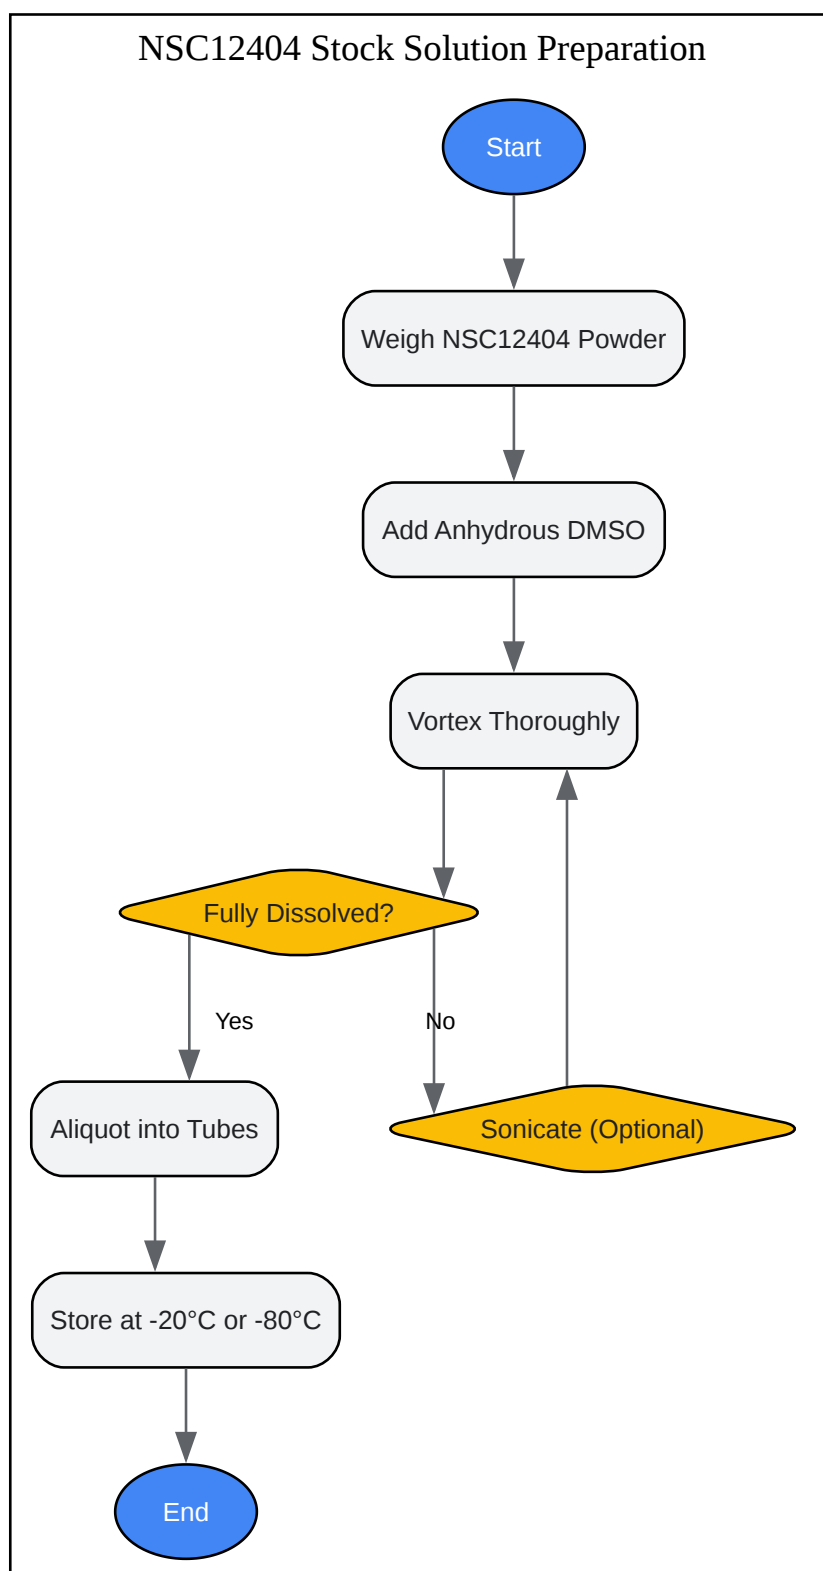 NSC12404 Stock Solution Preparation
Start
Weigh NSC12404 Powder
Add Anhydrous DMSO
Vortex Thoroughly
Fully Dissolved?
Yes
No
Aliquot into Tubes
Sonicate (Optional)
Store at -20°C or -80°C
End